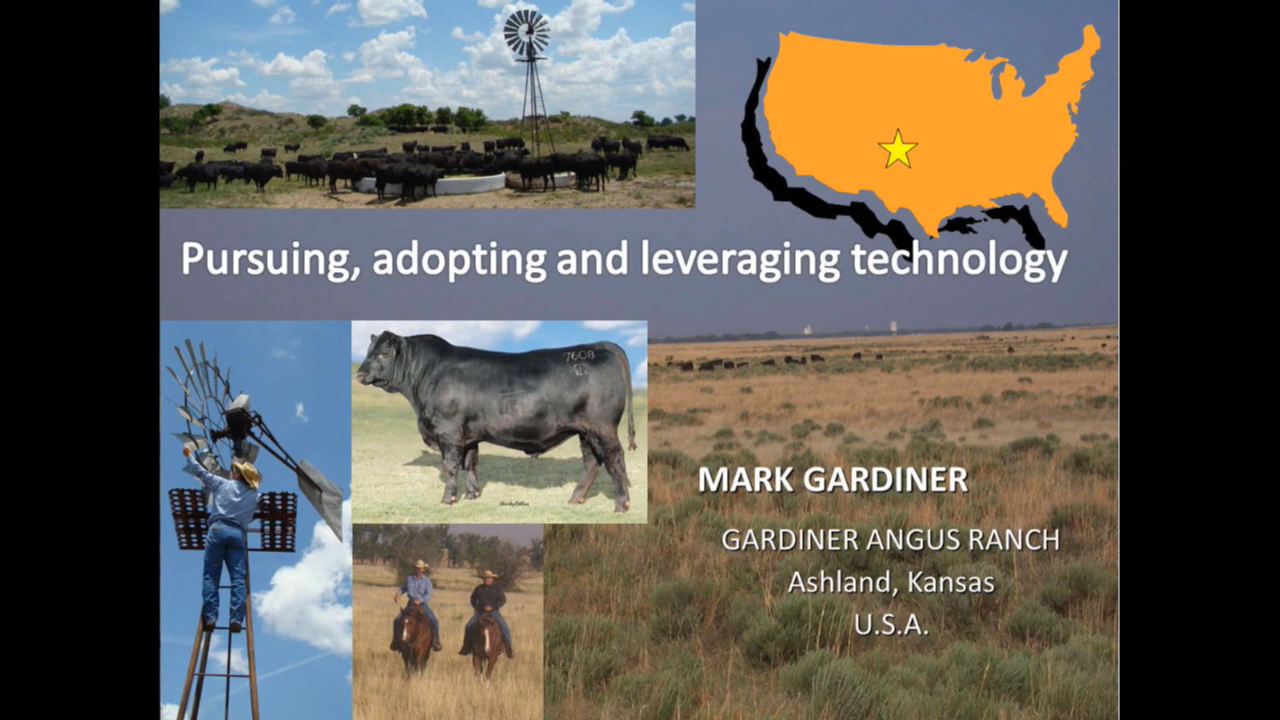 Pursuing, adopting and leveraging technology
7608
MARK GARDINER
GARDINER ANGUS RANCH
Ashland, Kansas
U.S.A.